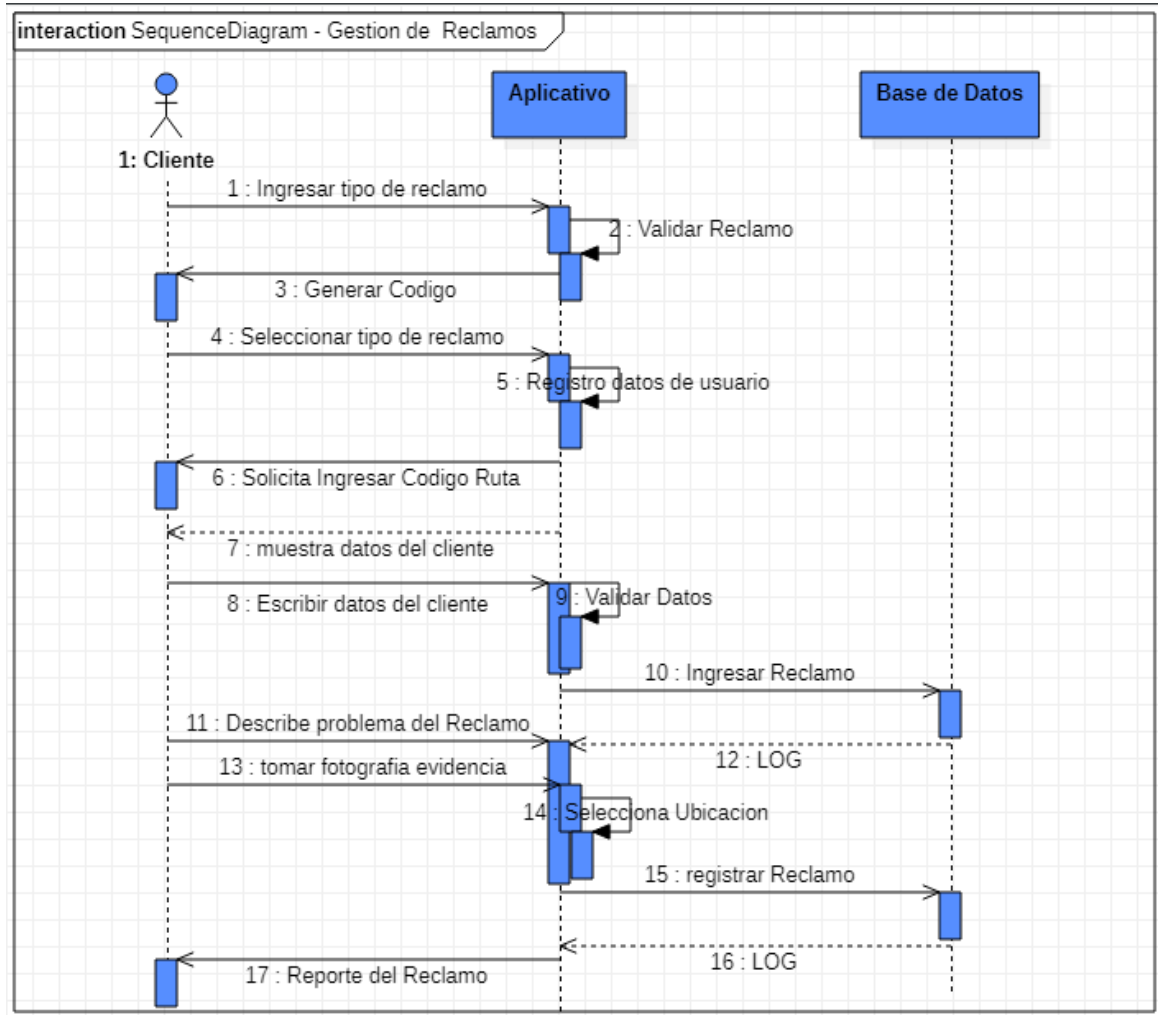 interaction SequenceDiagram - Gestion de Reclamos
Aplicativo
Base de Datos
1: Cliente
1 : Ingresar tipo de reclamo
2 : Validar Reclamo
3 : Generar Codigo
4 : Seleccionar tipo de reclamo
5 : Registro datos de usuario
6 : Solicita Ingresar Codigo Ruta
7 : muestra datos del cliente
8 : Escribir datos del cliente
9 : Validar Datos
10 : Ingresar Reclamo
11 : Describe problema del Reclamo
12 : LOG
13 : tomar fotografia evidencia
14 : Selecciona Ubicacion
15 : registrar Reclamo
16 : LOG
17 : Reporte del Reclamo